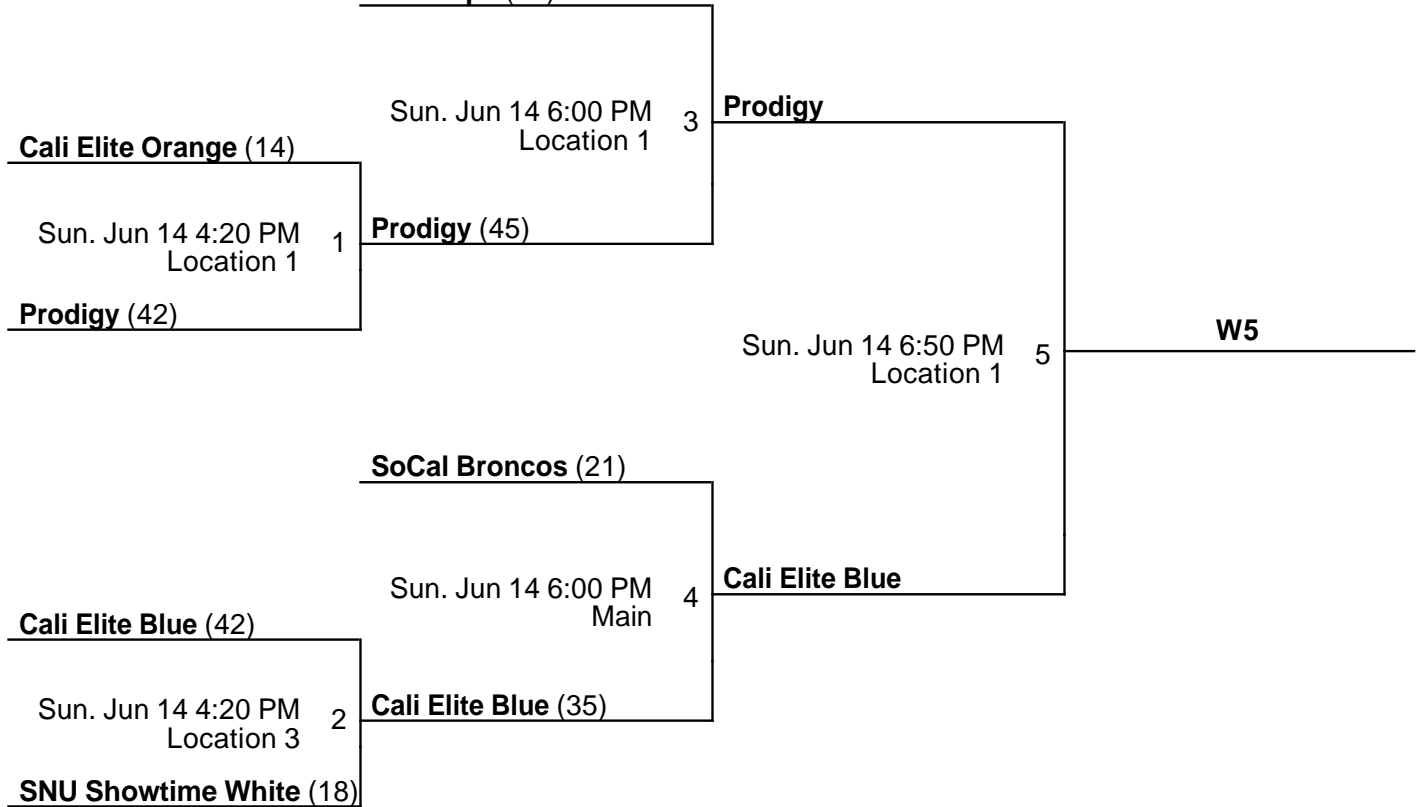 Sun. Jun 14 6:00 PM
Location 1
3
Prodigy
Cali Elite Orange (14)
Sun. Jun 14 4:20 PM
Location 1
1
Prodigy (45)
Prodigy (42)
Sun. Jun 14 6:50 PM
Location 1
5
W5
SoCal Broncos (21)
Sun. Jun 14 6:00 PM
Main
4
Cali Elite Blue
Cali Elite Blue (42)
Sun. Jun 14 4:20 PM
Location 3
2
Cali Elite Blue (35)
SNU Showtime White (18)